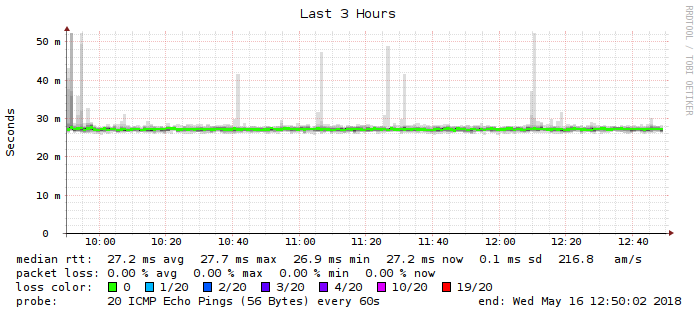 Last 3 Hours
RRDTOOL / TOBI OETIKER
Seconds
50 m
40 m
30 m
20 m
10 m
0
10:00 10:20 10:40 11:00 11:20 11:40 12:00 12:20 12:40
median rtt: 27.2 ms avg 27.7 ms max 26.9 ms min 27.2 ms now 0.1 ms sd 216.8 am/s
packet loss: 0.00 % avg 0.00 % max 0.00 % min 0.00 % now
loss color: 0 1/20 2/20 3/20 4/20 10/20 19/20
probe: 20 ICMP Echo Pings (56 Bytes) every 60s end: Wed May 16 12:50:02 2018